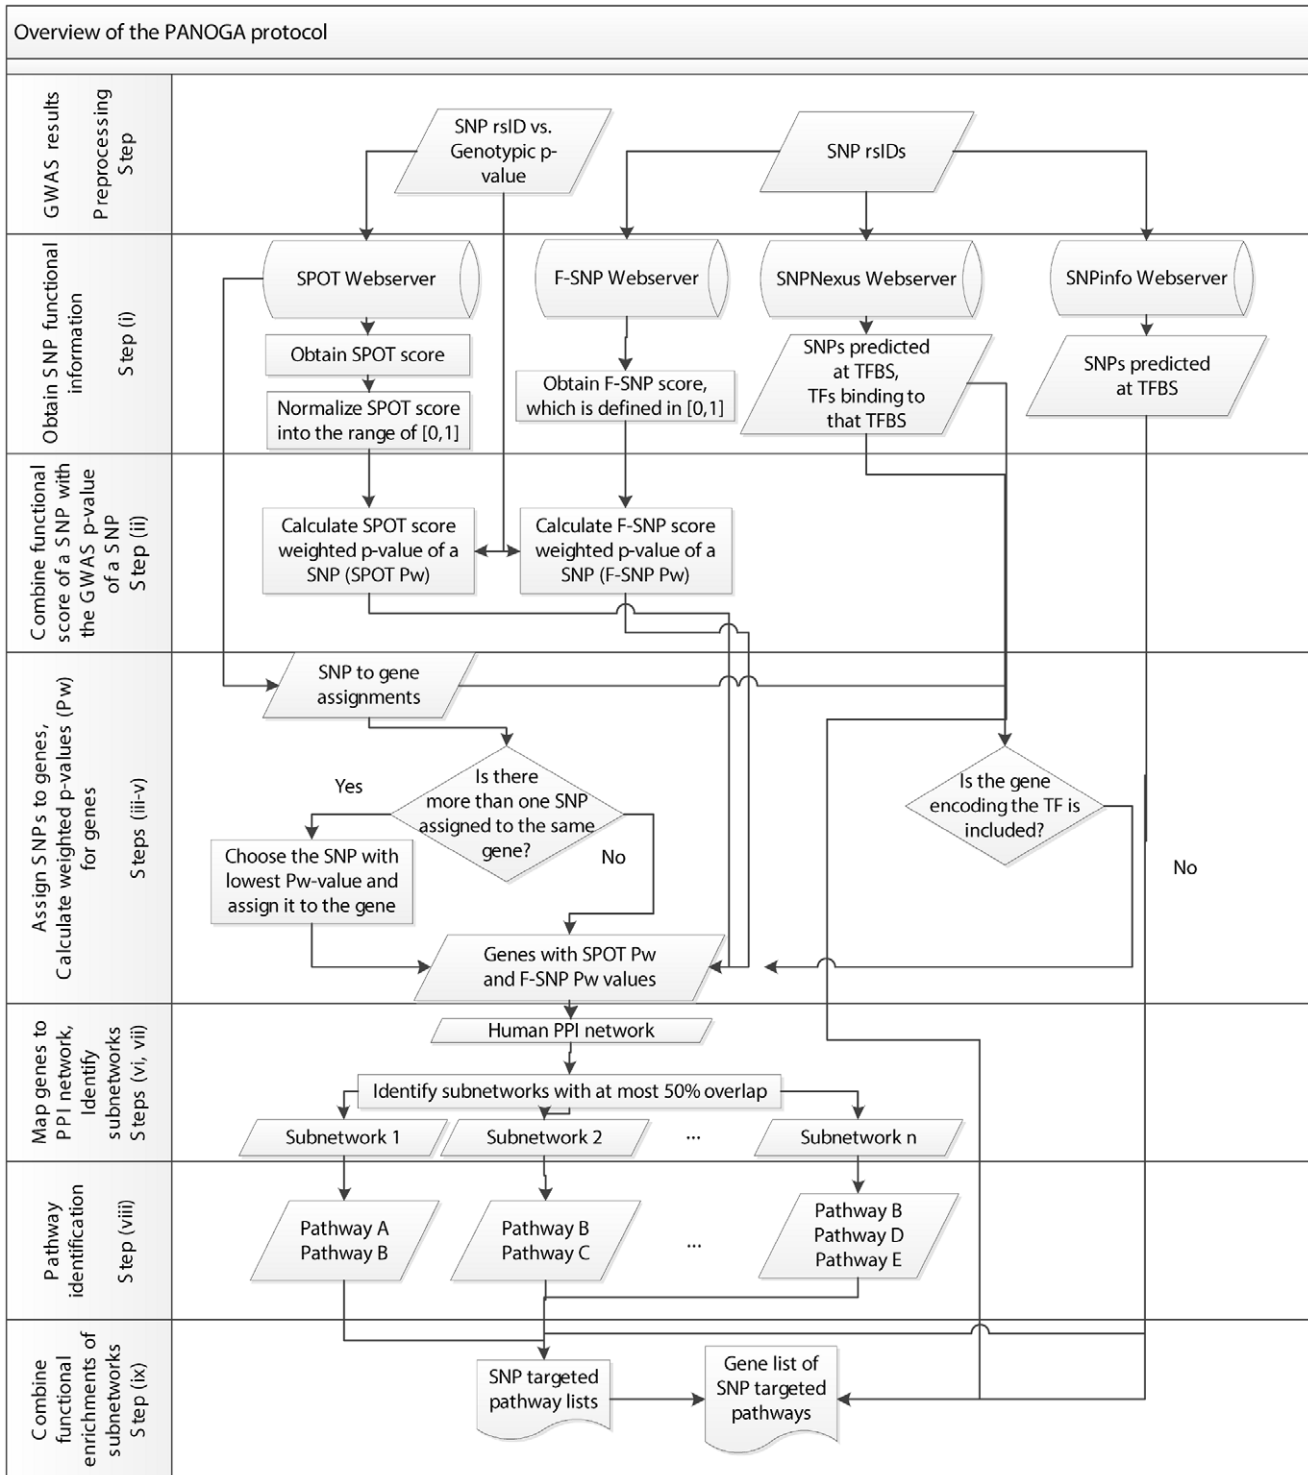 Overview of the PANOGA protocol
GWAS results
Preprocessing
Step
SNP rsID vs.
Genotypic p-
value
SNP rsIDs
Obtain SNP functional
information
Step (i)
SPOT Webserver
F-SNP Webserver
SNPNexus Webserver
SNPinfo Webserver
Obtain SPOT score
Normalize SPOT score
into the range of [0,1]
Obtain F-SNP score,
which is defined in [0,1]
SNPs predicted
at TFBS,
TFs binding to
that TFBS
SNPs predicted
at TFBS
Combine functional
score of a SNP with
the GWAS p-value
of a SNP
Step (ii)
Calculate SPOT score
weighted p-value of a
SNP (SPOT Pw)
Calculate F-SNP score
weighted p-value of a
SNP (F-SNP Pw)
Assign SNPs to genes,
Calculate weighted p-values (Pw)
for genes
Steps (iii-v)
SNP to gene
assignments
Is there
more than one SNP
assigned to the same
gene?
Yes
No
Choose the SNP with
lowest Pw-value and
assign it to the gene
Is the gene
encoding the TF is
included?
No
Genes with SPOT Pw
and F-SNP Pw values
Map genes to
PPI network,
Identify
subnetworks
Steps (vi, vii)
Human PPI network
Identify subnetworks with at most 50% overlap
Subnetwork 1
Subnetwork 2
...
Subnetwork n
Pathway
identification
Step (viii)
Pathway A
Pathway B
Pathway B
Pathway C
...
Pathway B
Pathway D
Pathway E
Combine
functional
enrichments of
subnetworks
Step (ix)
SNP targeted
pathway lists
Gene list of
SNP targeted
pathways